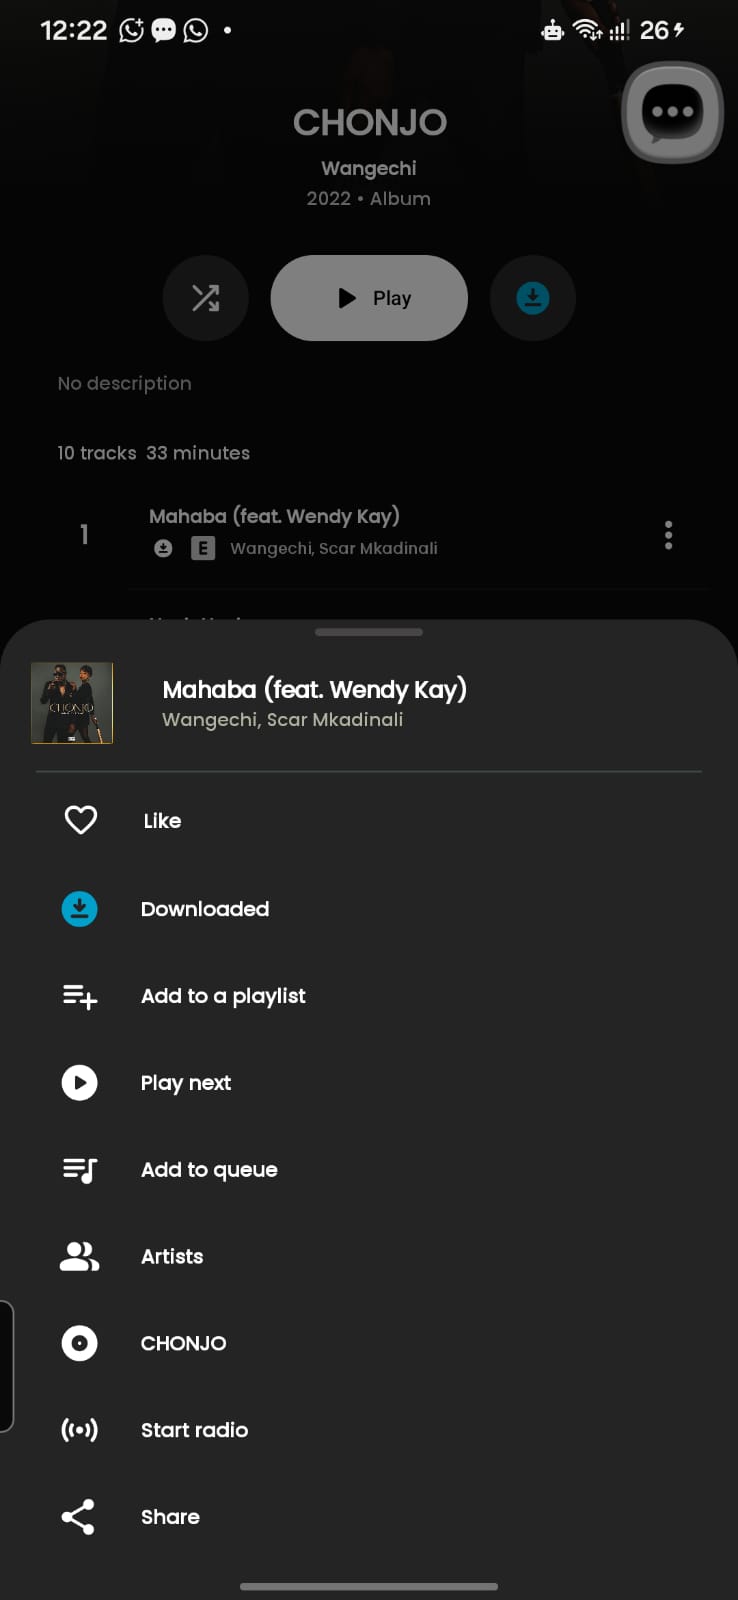 12:22
26
CHONJO
Wangechi
2022 • Album
Play
No description
10 tracks 33 minutes
1
Mahaba (feat. Wendy Kay)
E Wangechi, Scar Mkadinali
CHONJO
Mahaba (feat. Wendy Kay)
Wangechi, Scar Mkadinali
Like
Downloaded
Add to a playlist
Play next
Add to queue
Artists
CHONJO
Start radio
Share